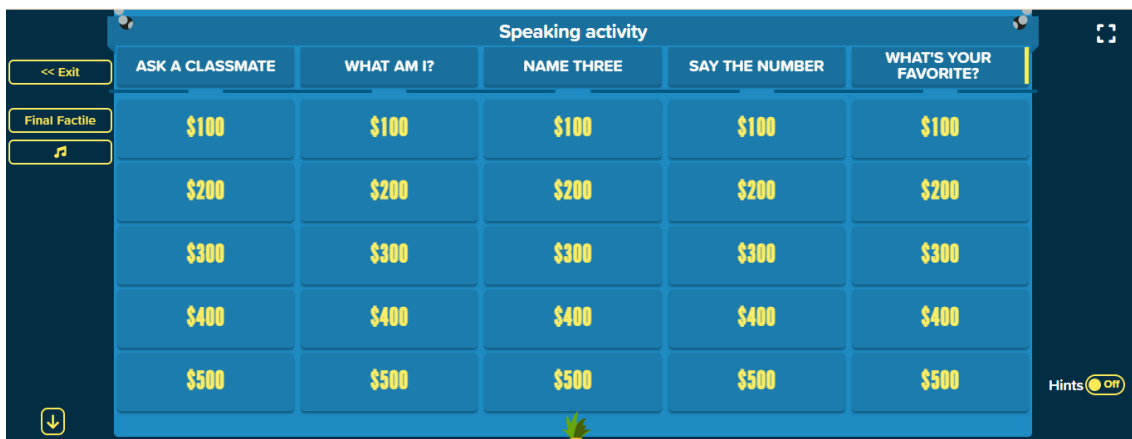 Speaking activity
<< Exit
ASK A CLASSMATE
WHAT AM I?
NAME THREE
SAY THE NUMBER
WHAT'S YOUR
FAVORITE?
Final Factile
$100 $100 $100 $100 $100
$200 $200 $200 $200 $200
$300 $300 $300 $300 $300
$400 $400 $400 $400 $400
$500 $500 $500 $500 $500
Hints Off